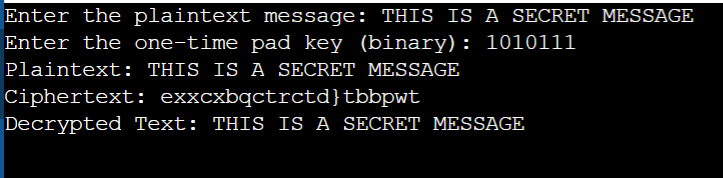 Enter the plaintext message: THIS IS A SECRET MESSAGE
Enter the one-time pad key (binary): 1010111
Plaintext: THIS IS A SECRET MESSAGE
Ciphertext: exxcxbqctrctd}tbbpwt
Decrypted Text: THIS IS A SECRET MESSAGE